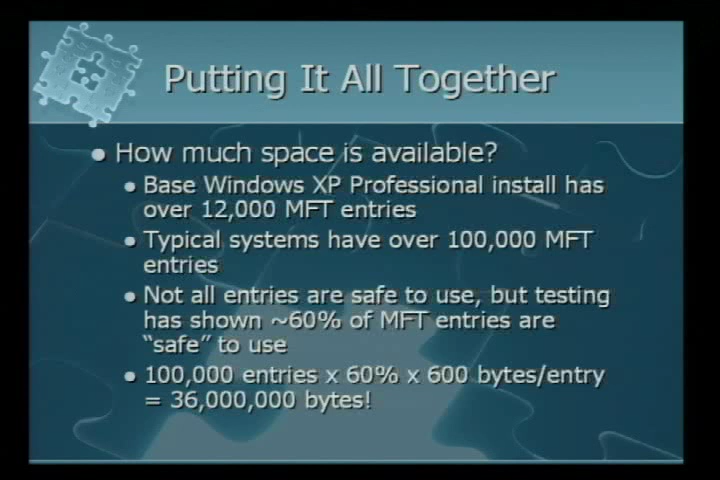 Putting It All Together
• How much space is available?
• Base Windows XP Professional install has
over 12,000 MFT entries
• Typical systems have over 100,000 MFT
entries
• Not all entries are safe to use, but testing
has shown ~60% of MFT entries are
“safe” to use
• 100,000 entries x 60% x 600 bytes/entry
= 36,000,000 bytes!